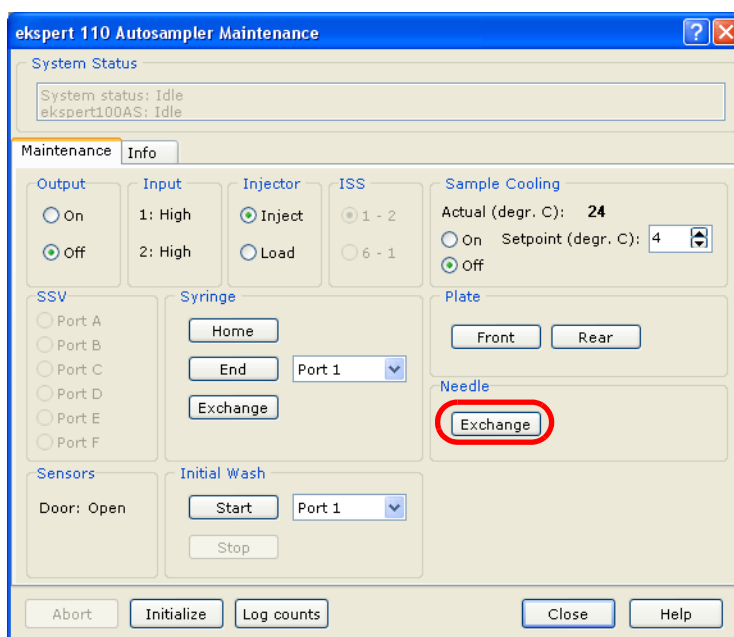 ekspert 110 Autosampler Maintenance
System Status
System status: Idle
ekspert100AS: Idle
Maintenance
Info
Output
On
Off
Input
1: High
2: High
Injector
Inject
Load
ISS
1 - 2
6 - 1
Sample Cooling
Actual (degr. C): 24
On Setpoint (degr. C): 4
Off
SSV
Port A
Port B
Port C
Port D
Port E
Port F
Syringe
Home
End Port 1
Exchange
Plate
Front Rear
Needle
Exchange
Sensors
Door: Open
Initial Wash
Start Port 1
Stop
Abort Initialize Log counts Close Help